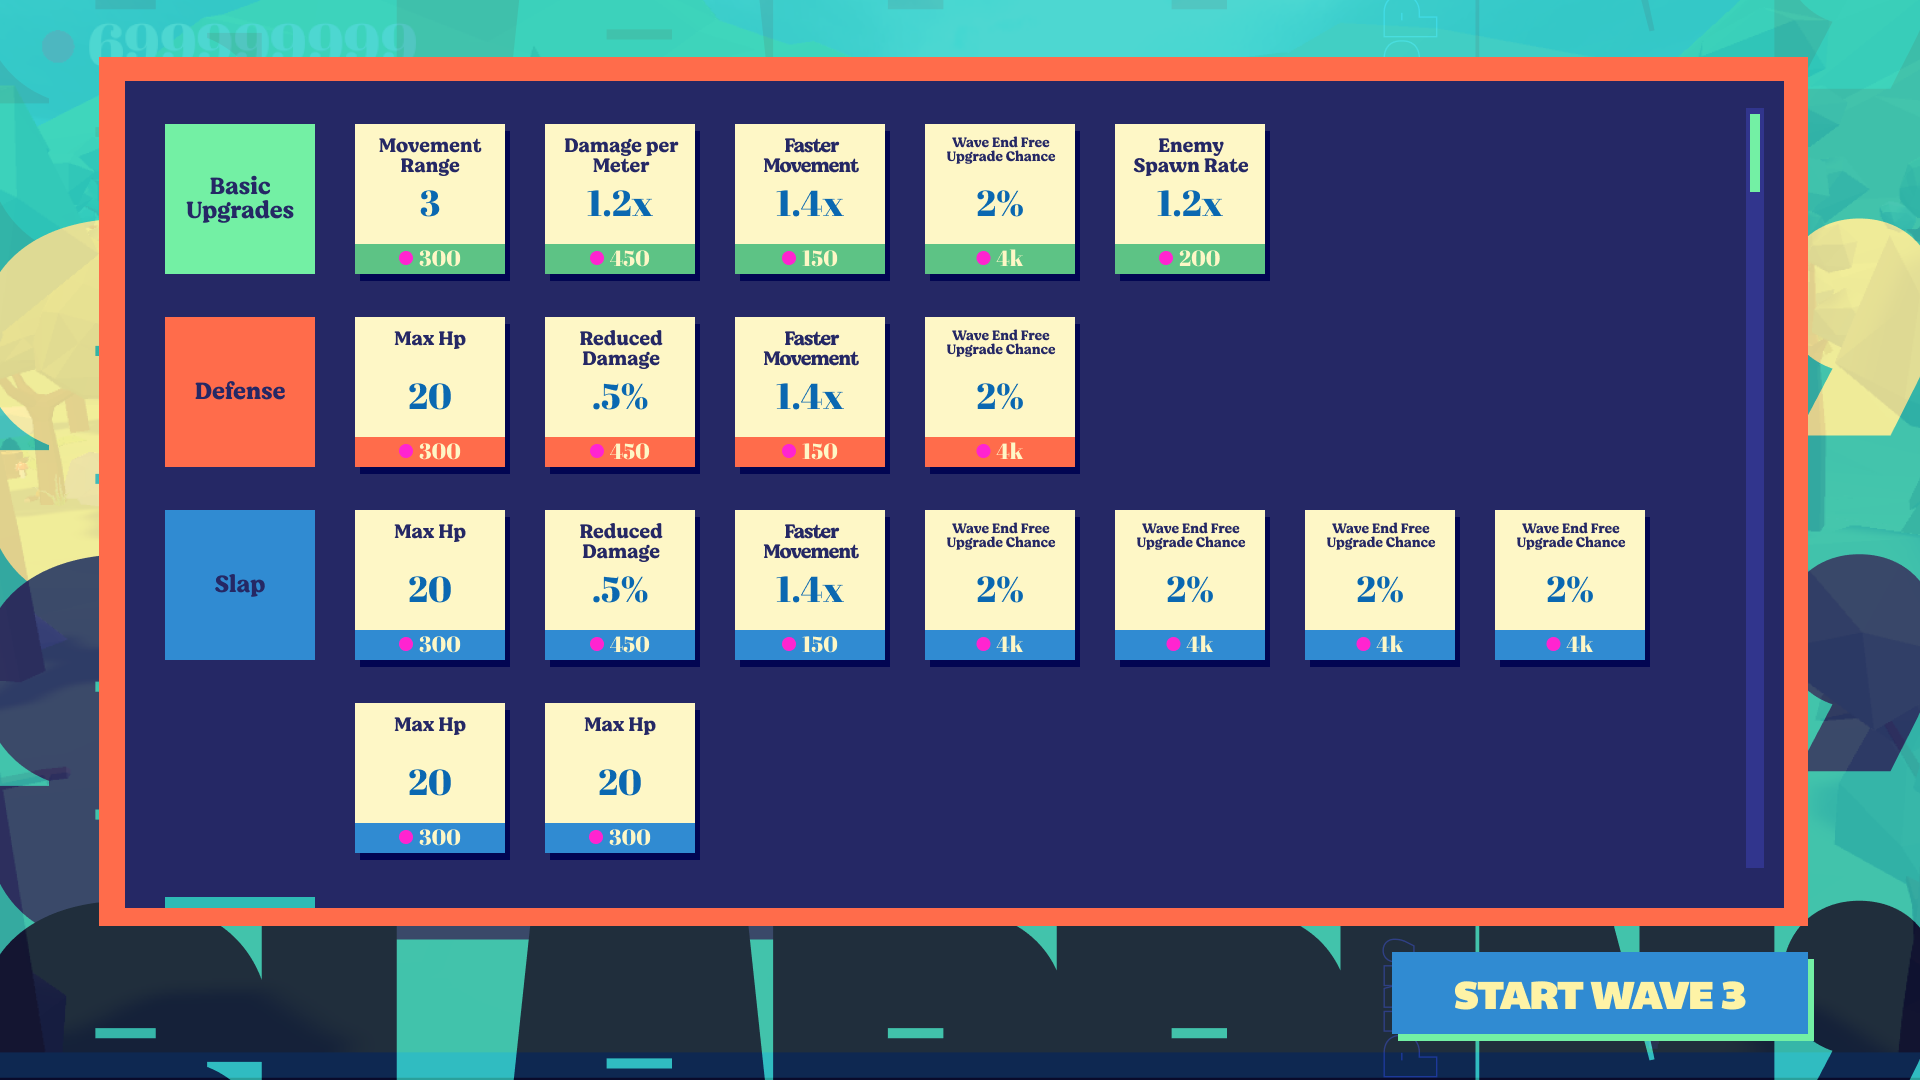 699999999
Basic
Upgrades
Movement
Range
3
300
Damage per
Meter
1.2x
450
Faster
Movement
1.4x
150
Wave End Free
Upgrade Chance
2%
4k
Enemy
Spawn Rate
1.2x
200
Defense
Max Hp
20
300
Reduced
Damage
.5%
450
Faster
Movement
1.4x
150
Wave End Free
Upgrade Chance
2%
4k
Slap
Max Hp
20
300
Reduced
Damage
.5%
450
Faster
Movement
1.4x
150
Wave End Free
Upgrade Chance
2%
4k
Wave End Free
Upgrade Chance
2%
4k
Wave End Free
Upgrade Chance
2%
4k
Wave End Free
Upgrade Chance
2%
4k
Max Hp
20
300
Max Hp
20
300
START WAVE 3